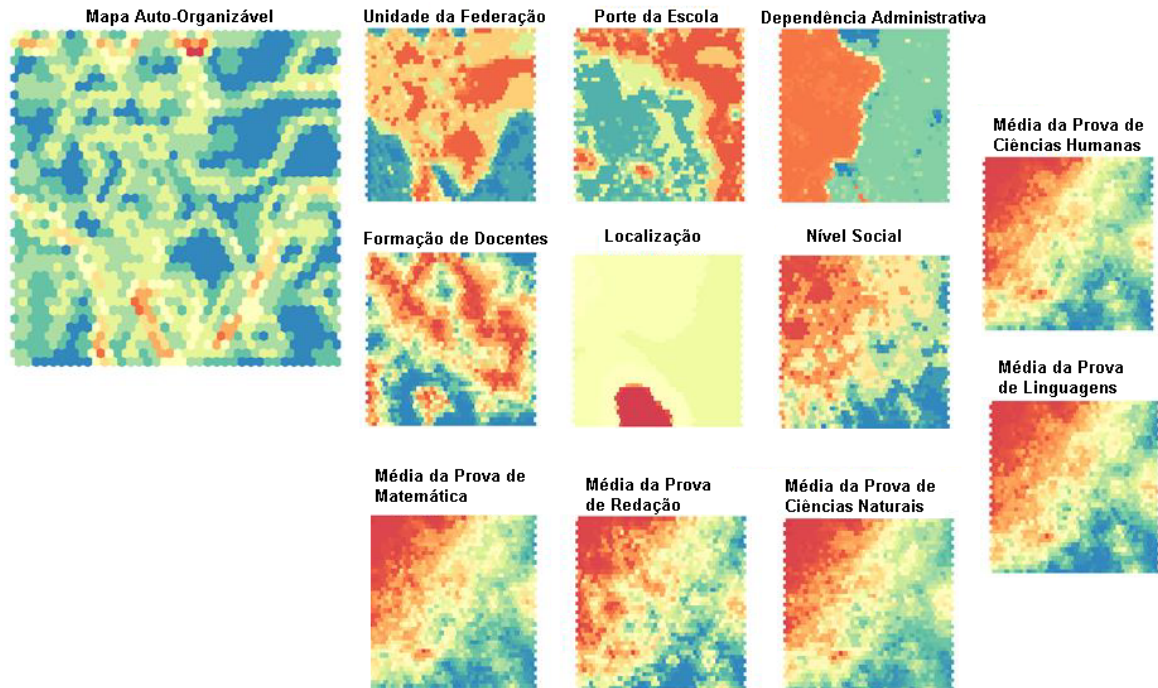 Mapa Auto-Organizável
Unidade da Federação
Porte da Escola
Dependência Administrativa
Média da Prova de
Ciências Humanas
Formação de Docentes
Localização
Nível Social
Média da Prova
de Linguagens
Média da Prova de
Matemática
Média da Prova
de Redação
Média da Prova de
Ciências Naturais